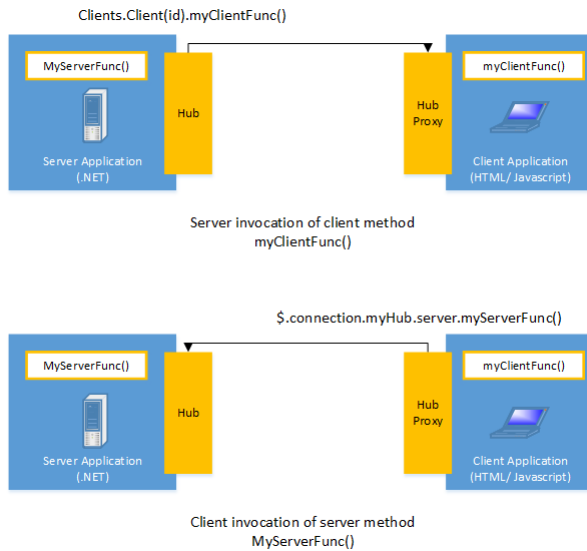 Clients.Client(id).myClientFunc()
MyServerFunc()
myClientFunc()
Hub
Hub
Proxy
Server Application
(.NET)
Client Application
(HTML/ Javascript)
Server invocation of client method
myClientFunc()
$.connection.myHub.server.myServerFunc()
MyServerFunc()
myClientFunc()
Hub
Hub
Proxy
Server Application
(.NET)
Client Application
(HTML/ Javascript)
Client invocation of server method
MyServerFunc()